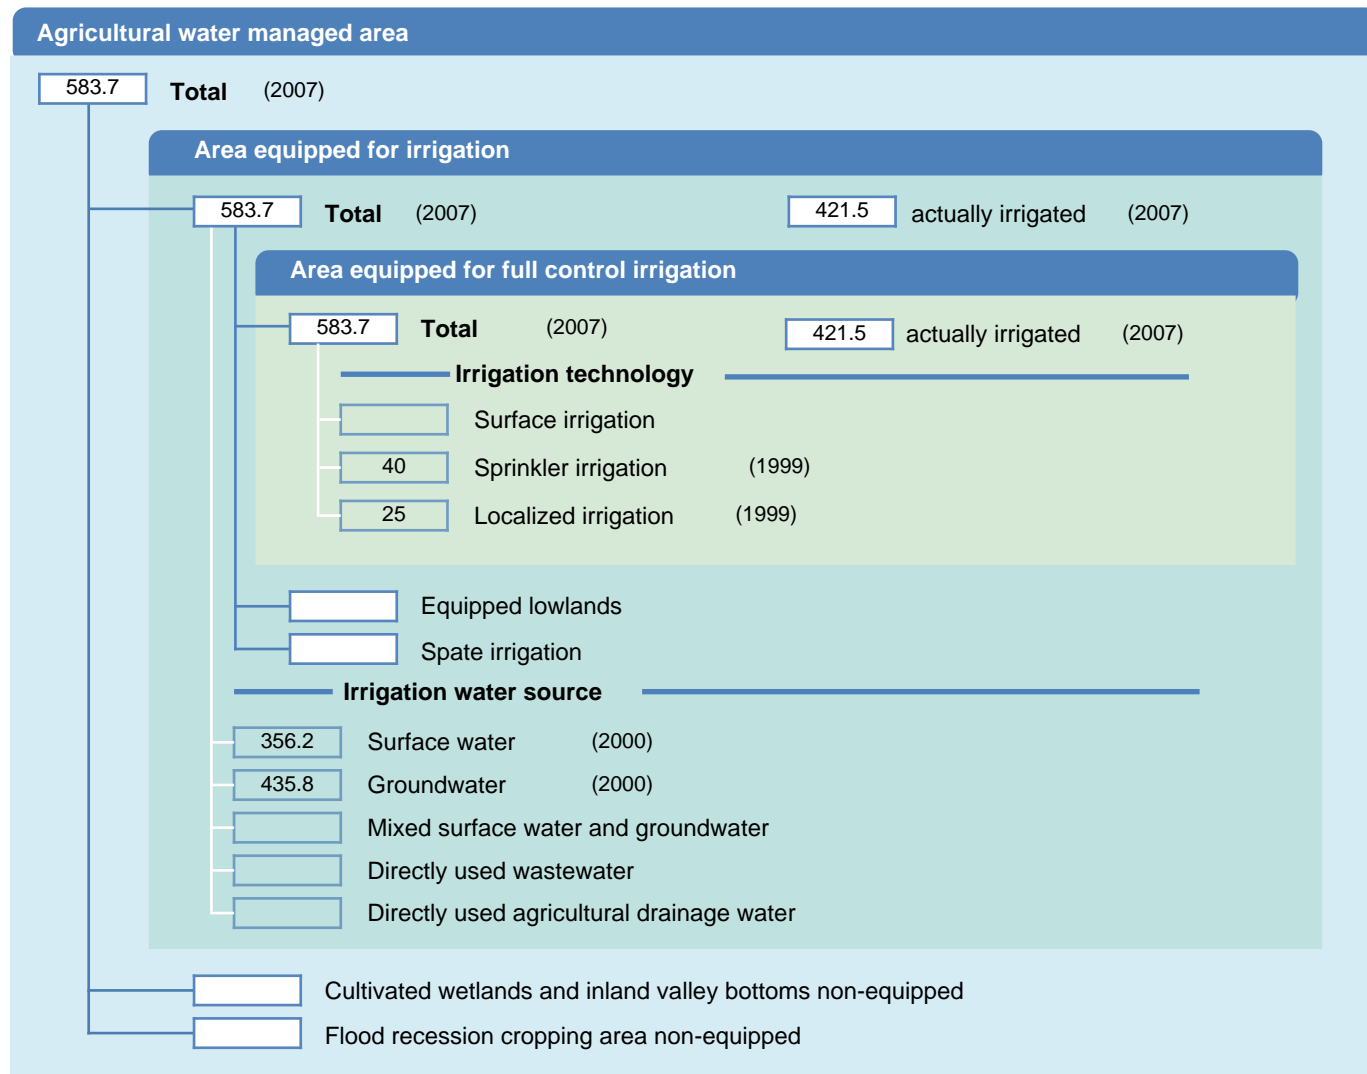 Agricultural water managed area
583.7 Total (2007)
Area equipped for irrigation
583.7 Total (2007) 421.5 actually irrigated (2007)
Area equipped for full control irrigation
583.7 Total (2007) 421.5 actually irrigated (2007)
Irrigation technology
Surface irrigation
40 Sprinkler irrigation (1999)
25 Localized irrigation (1999)
Equipped lowlands
Spate irrigation
Irrigation water source
356.2 Surface water (2000)
435.8 Groundwater (2000)
Mixed surface water and groundwater
Directly used wastewater
Directly used agricultural drainage water
Cultivated wetlands and inland valley bottoms non-equipped
Flood recession cropping area non-equipped